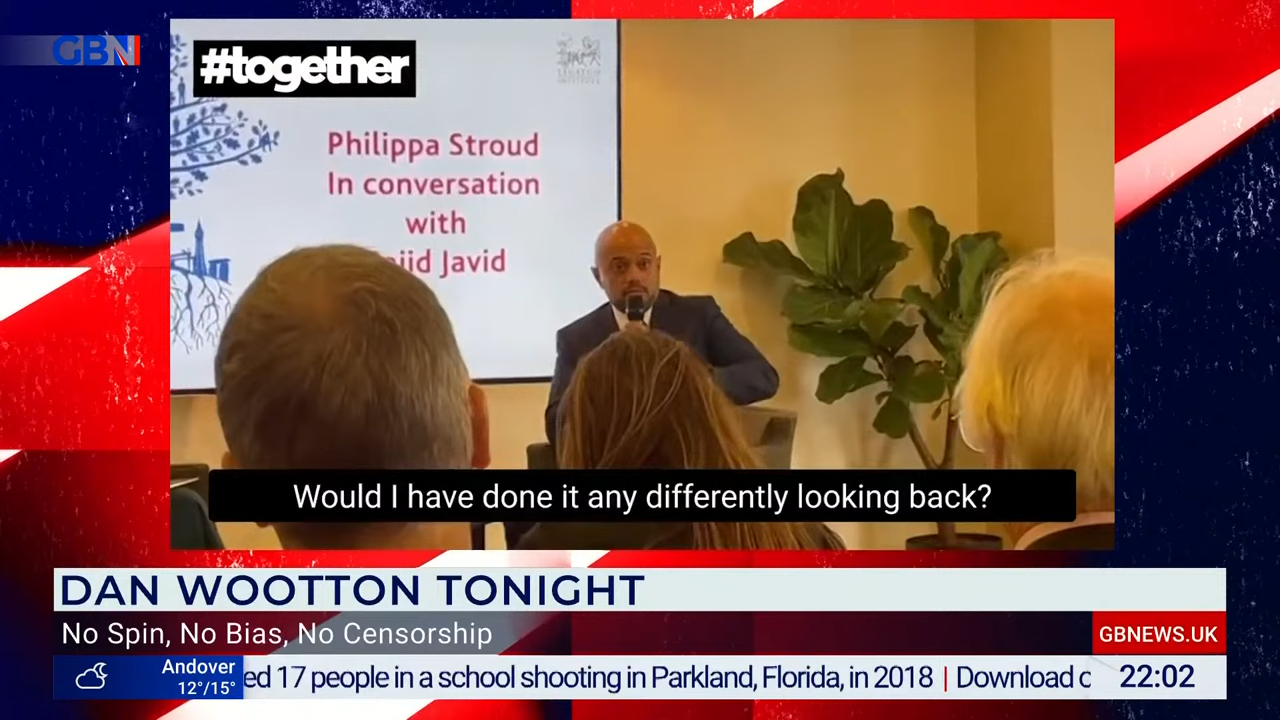 GBN
#together
Philippa Stroud
In conversation
with
Javid
Would I have done it any differently looking back?
DAN WOOTTON TONIGHT
No Spin, No Bias, No Censorship
GBNEWS.UK
Andover
12°/15°
ed 17 people in a school shooting in Parkland, Florida, in 2018 | Download
22:02